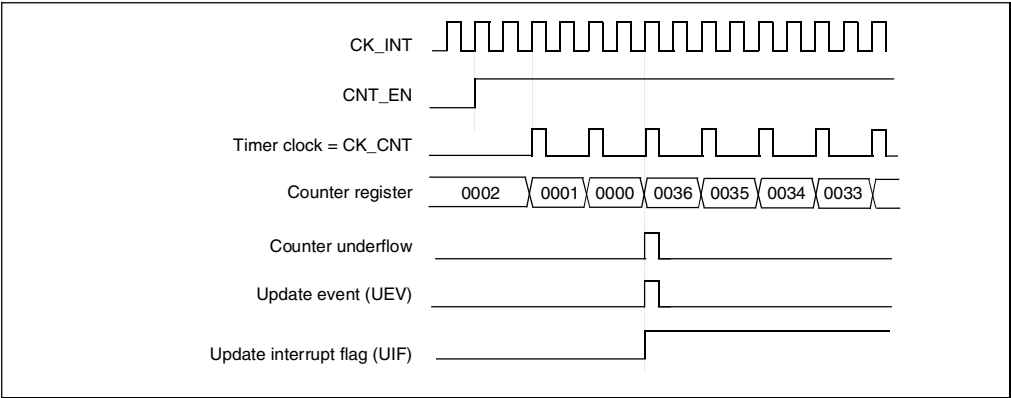 CK_INT
CNT_EN
Timer clock = CK_CNT
Counter register 0002 0001 0000 0036 0035 0034 0033
Counter underflow
Update event (UEV)
Update interrupt flag (UIF)